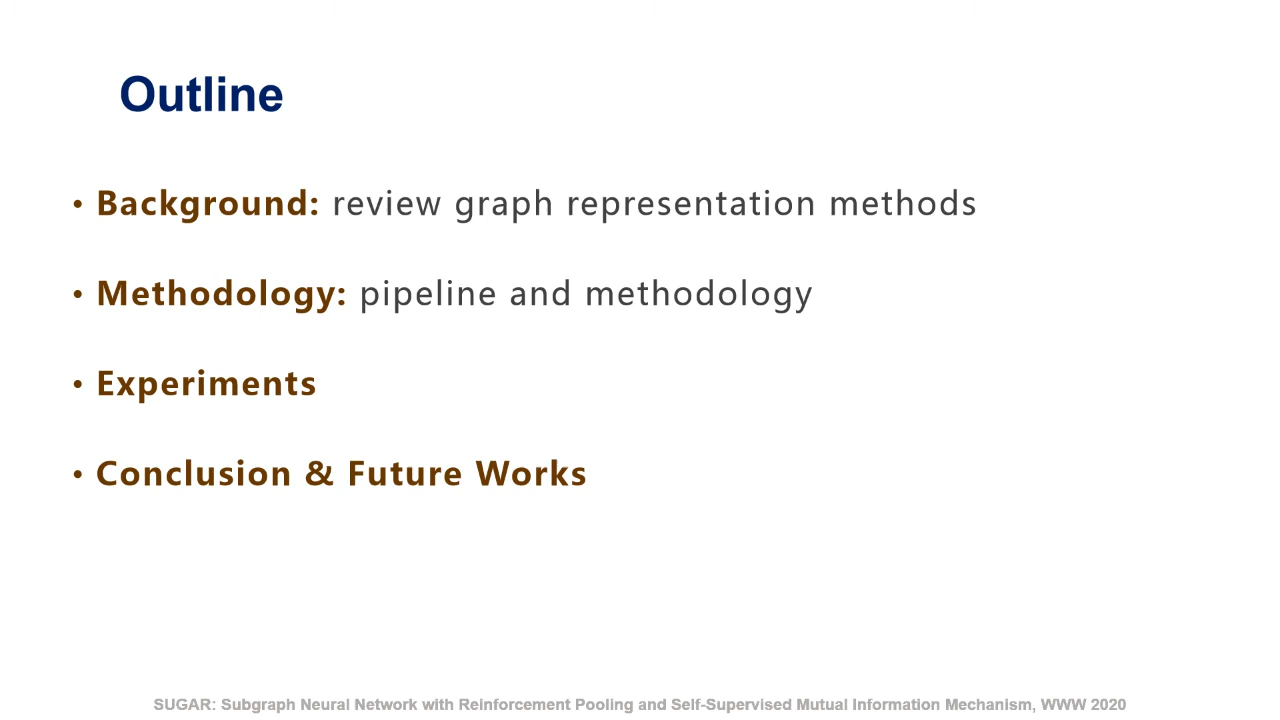 Outline
• Background: review graph representation methods
• Methodology: pipeline and methodology
• Experiments
• Conclusion & Future Works
SUGAR: Subgraph Neural Network with Reinforcement Pooling and Self-Supervised Mutual Information Mechanism, WWW 2020